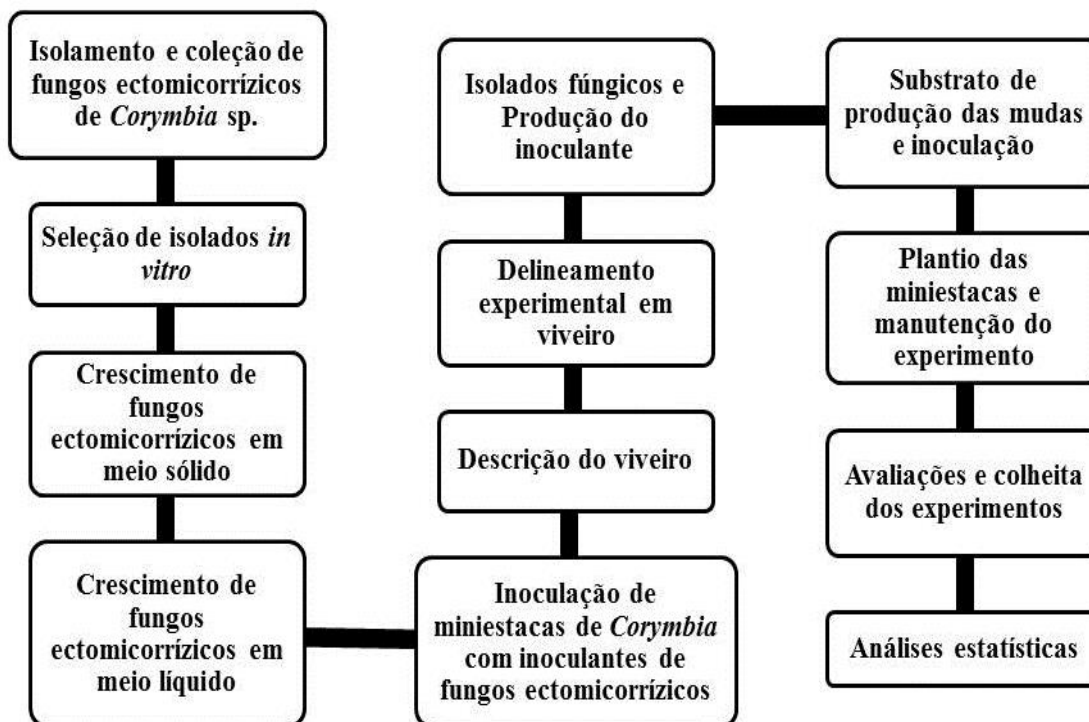 Isolamento e coleção de
fungos ectomicorrízicos
de Corymbia sp.
Seleção de isolados in
vitro
Crescimento de
fungos
ectomicorrízicos em
meio sólido
Crescimento de
fungos
ectomicorrízicos em
meio líquido
Inoculação de
miniestacas de Corymbia
com inoculantes de
fungos ectomicorrízicos
Descrição do viveiro
Delineamento
experimental em
viveiro
Isolados fúngicos e
Produção do
inoculante
Substrato de
produção das mudas
e inoculação
Plantio das
miniestacas e
manutenção do
experimento
Avaliações e colheita
dos experimentos
Análises estatísticas